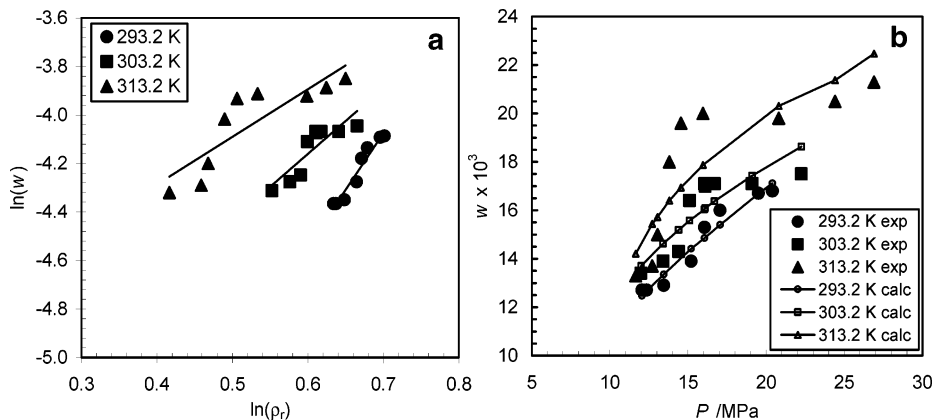 a
293.2 K
303.2 K
313.2 K
-3.6
-3.8
-4.0
-4.2
-4.4
-4.6
-4.8
-5.0
ln(w)
0.3
0.4
0.5
0.6
0.7
0.8
ln(ρr)
b
24
22
20
18
16
14
12
10
w x 10³
293.2 K exp
303.2 K exp
313.2 K exp
293.2 K calc
303.2 K calc
313.2 K calc
5
10
15
20
25
30
P /MPa